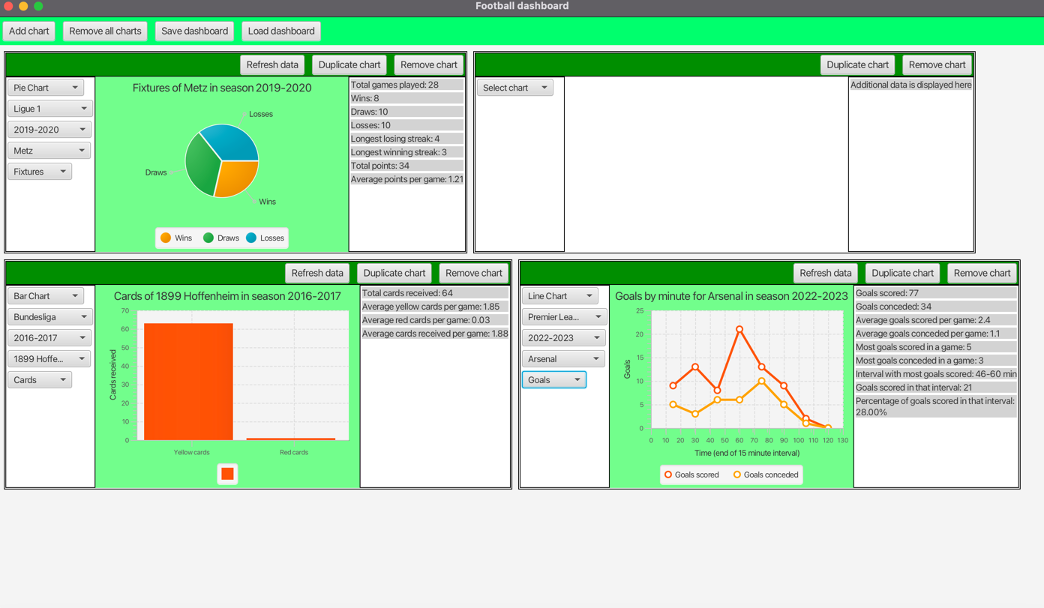 Football dashboard
Add chart
Remove all charts
Save dashboard
Load dashboard
Refresh data
Duplicate chart
Remove chart
Pie Chart
Ligue 1
2019-2020
Metz
Fixtures
Fixtures of Metz in season 2019-2020
Losses
Draws
Wins
Wins
Draws
Losses
Total games played: 28
Wins: 8
Draws: 10
Losses: 10
Longest losing streak: 4
Longest winning streak: 3
Total points: 34
Average points per game: 1.21
Duplicate chart
Remove chart
Select chart
Additional data is displayed here
Refresh data
Duplicate chart
Remove chart
Bar Chart
Bundesliga
2016-2017
1899 Hoffe...
Cards
Cards of 1899 Hoffenheim in season 2016-2017
Cards received
70
60
50
40
30
20
10
0
Yellow cards
Red cards
Total cards received: 64
Average yellow cards per game: 1.85
Average red cards per game: 0.03
Average cards received per game: 1.88
Refresh data
Duplicate chart
Remove chart
Line Chart
Premier Lea...
2022-2023
Arsenal
Goals
Goals by minute for Arsenal in season 2022-2023
Goals
25
20
15
10
5
0
0 10 20 30 40 50 60 70 80 90 100 110 120 130
Time (end of 15 minute interval)
Goals scored
Goals conceded
Goals scored: 77
Goals conceded: 34
Average goals scored per game: 2.4
Average goals conceded per game: 1.1
Most goals scored in a game: 5
Most goals conceded in a game: 3
Interval with most goals scored: 46-60 min
Goals scored in that interval: 21
Percentage of goals scored in that interval:
28.00%